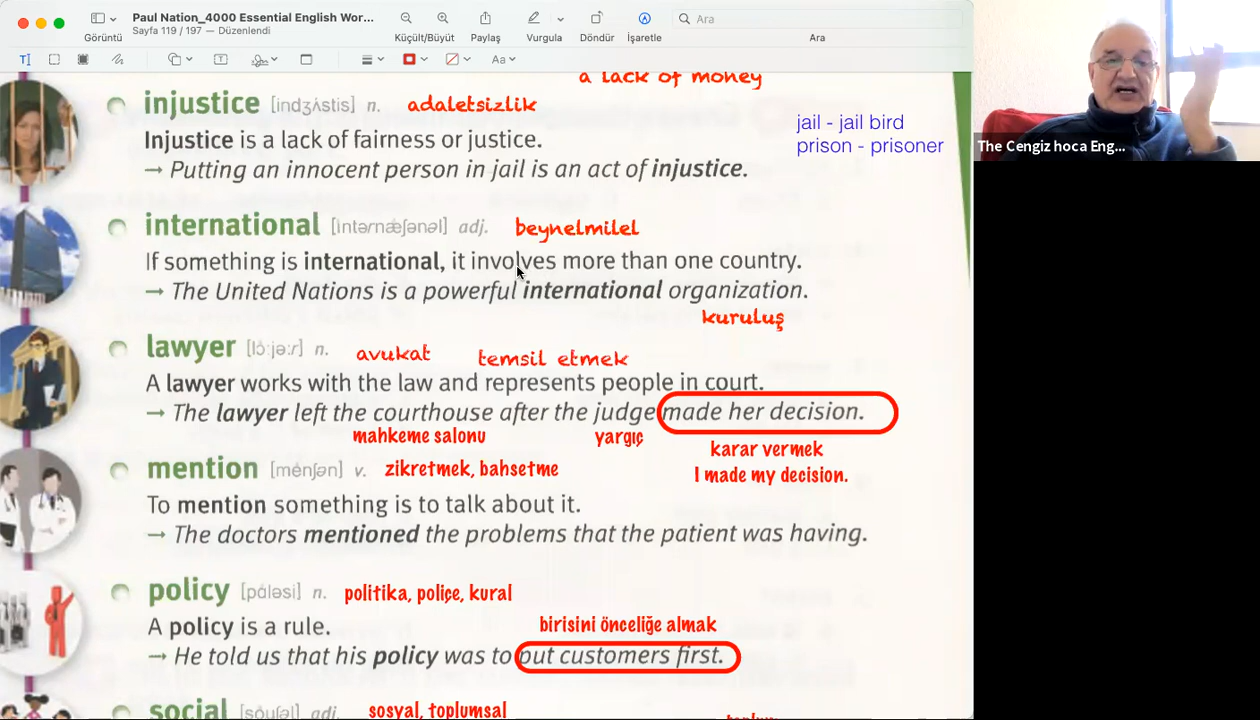 Paul Nation_4000 Essential English Wor...
Sayfa 119 / 197 — Düzenlendi
Görüntü
Küçült/Büyüt
Paylaş
Vurgula
Döndür
İşaretle
Ara
Ara
Aa
a lack of money
injustice [indʒʌ́stis] n. adaletsizlik
Injustice is a lack of fairness or justice.
→ Putting an innocent person in jail is an act of injustice.
jail - jail bird
prison - prisoner
The Cengiz hoca Eng...
international [ìntərnǽʃənəl] adj. beynelmilel
If something is international, it involves more than one country.
→ The United Nations is a powerful international organization.
kuruluş
lawyer [lɔ́:jə:r] n. avukat temsil etmek
A lawyer works with the law and represents people in court.
→ The lawyer left the courthouse after the judge made her decision.
mahkeme salonu yargıç karar vermek
I made my decision.
mention [ménʃən] v. zikretmek, bahsetme
To mention something is to talk about it.
→ The doctors mentioned the problems that the patient was having.
policy [páləsi] n. politika, poliçe, kural
A policy is a rule.
birisini önceliğe almak
→ He told us that his policy was to put customers first.
social [sóuʃəl] adj. sosyal, toplumsal